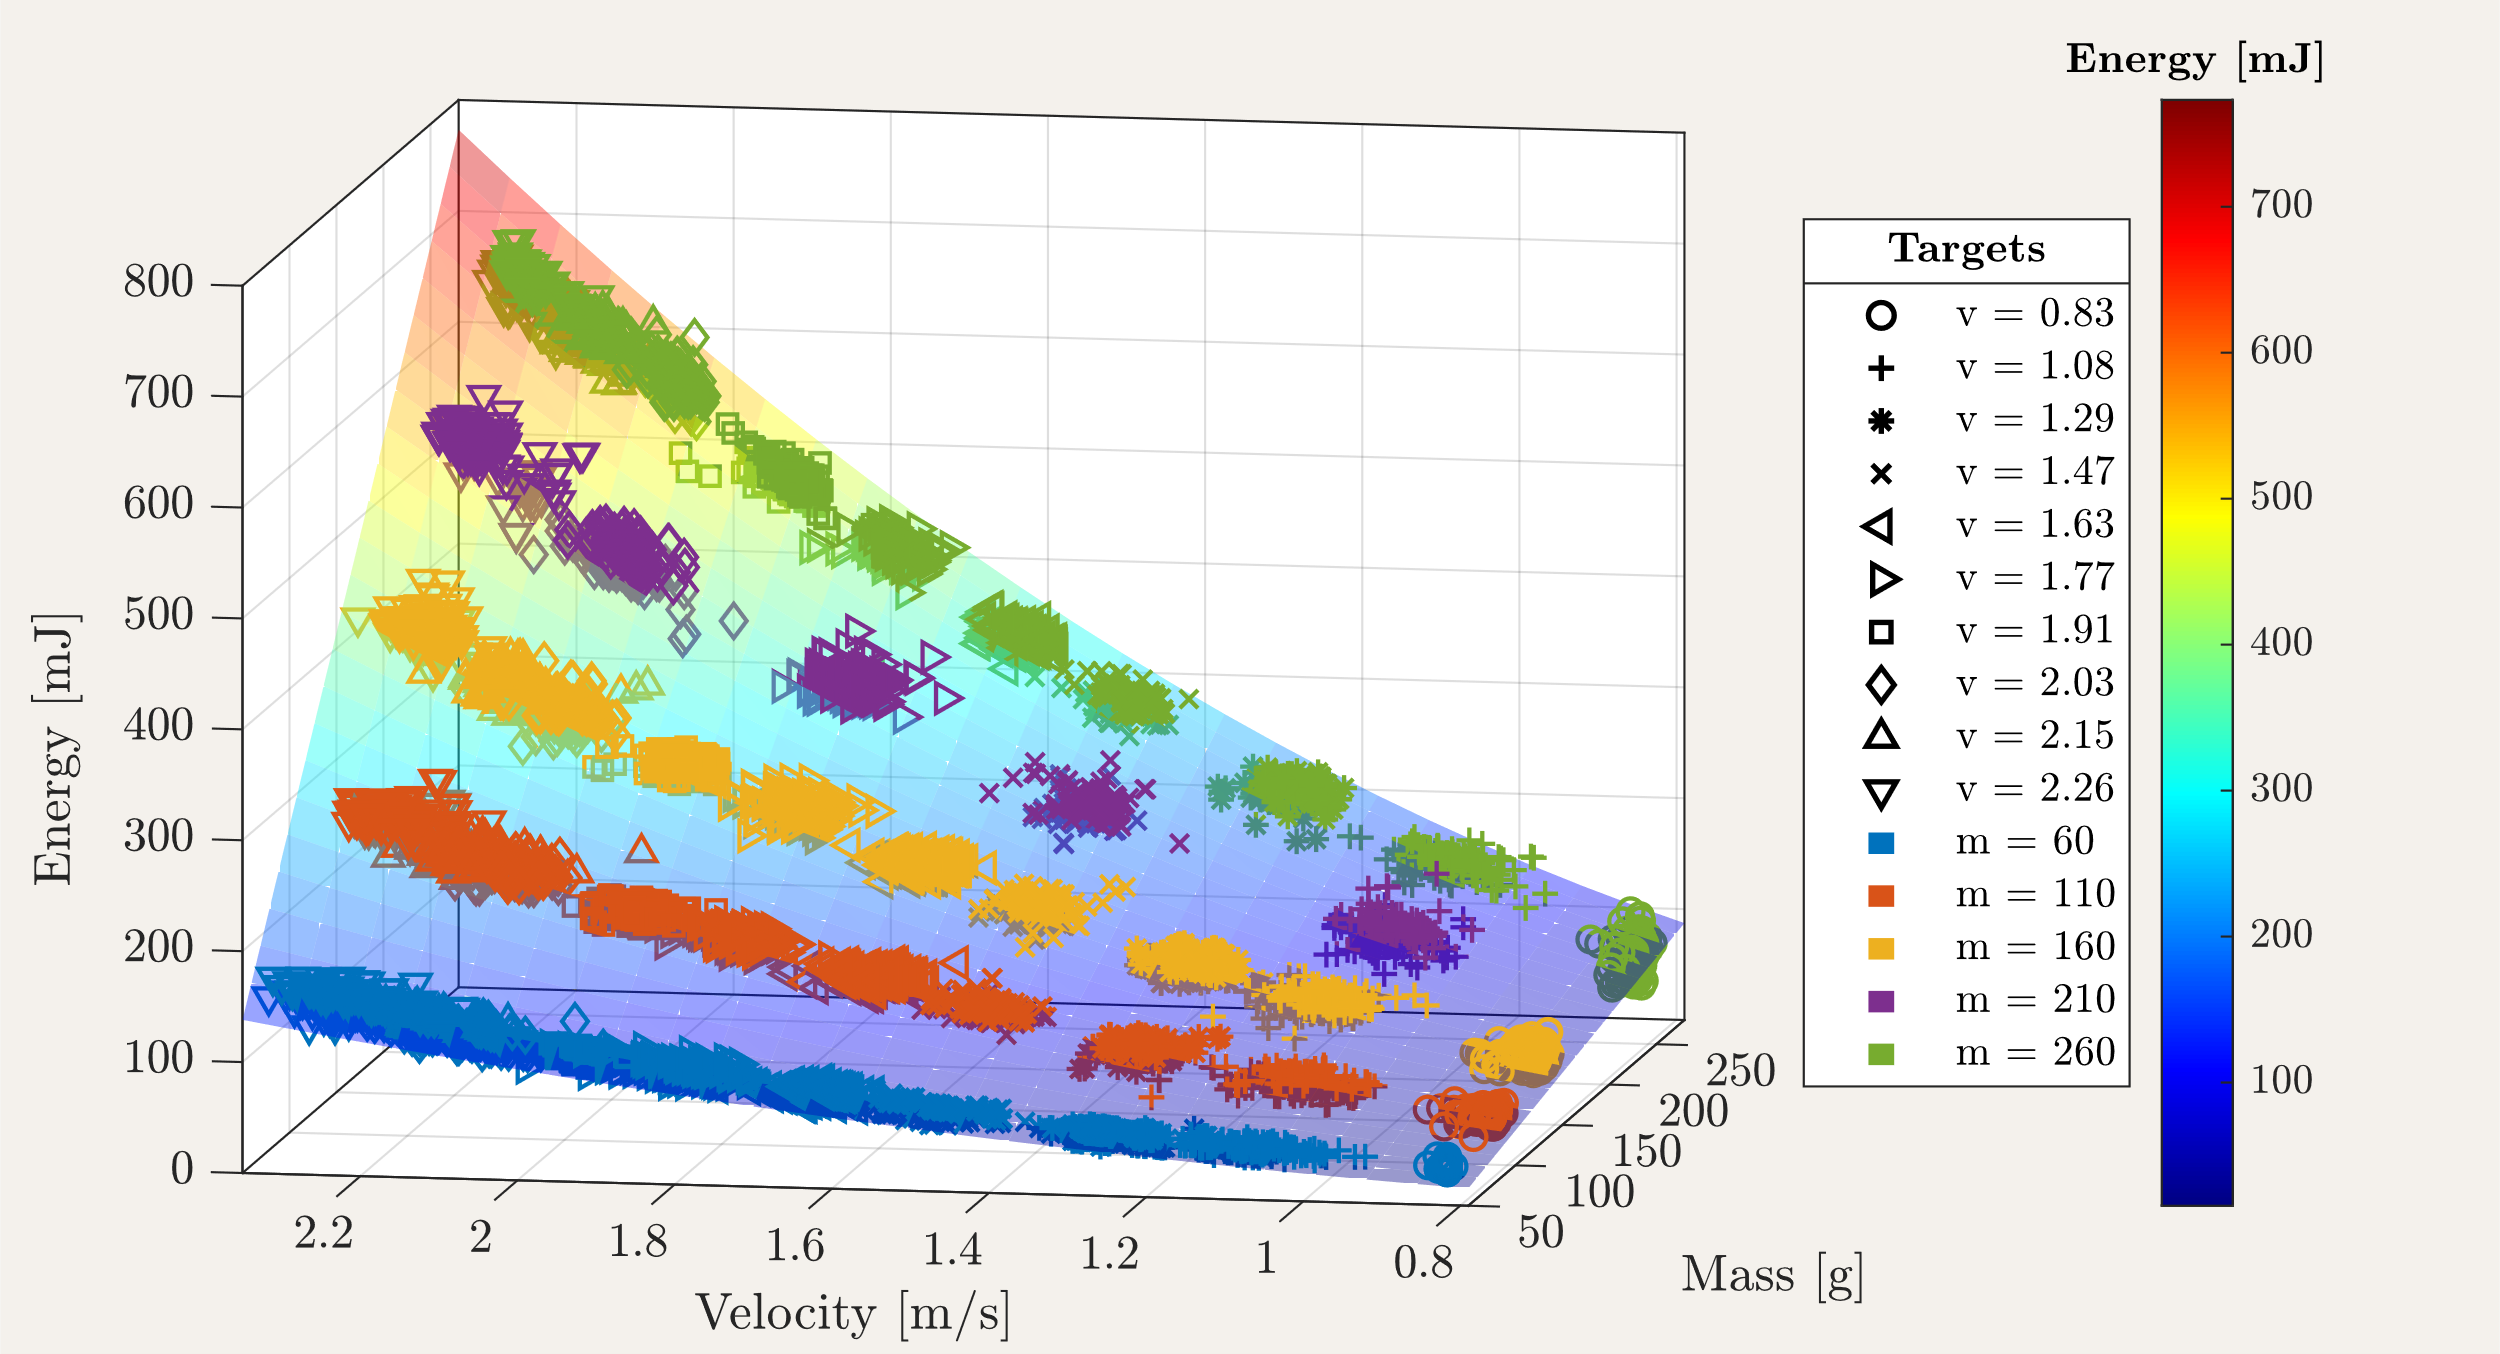 Energy [mJ]
800
700
600
500
400
300
200
100
0
Energy [mJ]
2.2
2
1.8
1.6
1.4
1.2
1
0.8
Velocity [m/s]
50
100
150
200
250
Mass [g]
Targets
v = 0.83
v = 1.08
v = 1.29
v = 1.47
v = 1.63
v = 1.77
v = 1.91
v = 2.03
v = 2.15
v = 2.26
m = 60
m = 110
m = 160
m = 210
m = 260
700
600
500
400
300
200
100